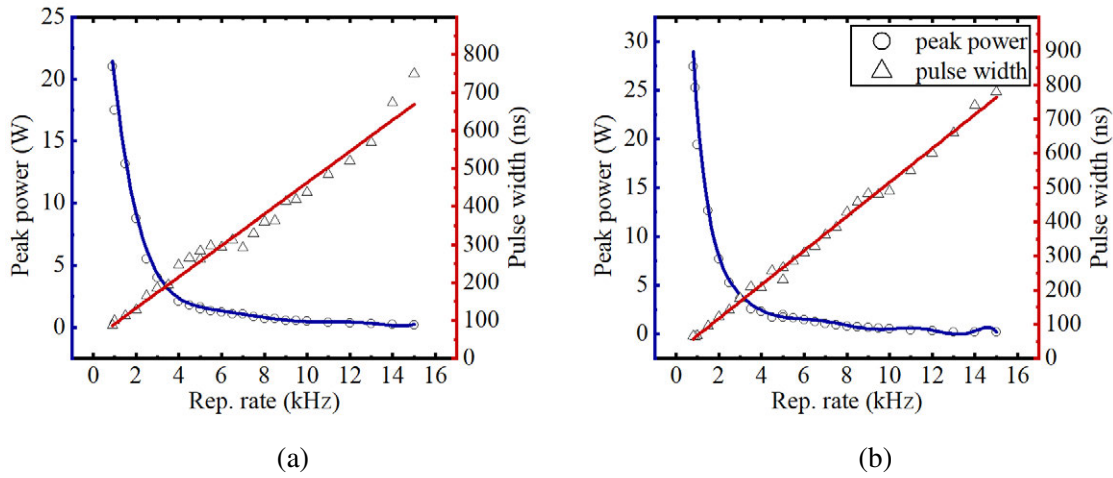 25
20
15
10
5
0
Peak power (W)
800
700
600
500
400
300
200
100
0
Pulse width (ns)
0 2 4 6 8 10 12 14 16
Rep. rate (kHz)
(a)
30
25
20
15
10
5
0
Peak power (W)
peak power
pulse width
900
800
700
600
500
400
300
200
100
0
Pulse width (ns)
0 2 4 6 8 10 12 14 16
Rep. rate (kHz)
(b)